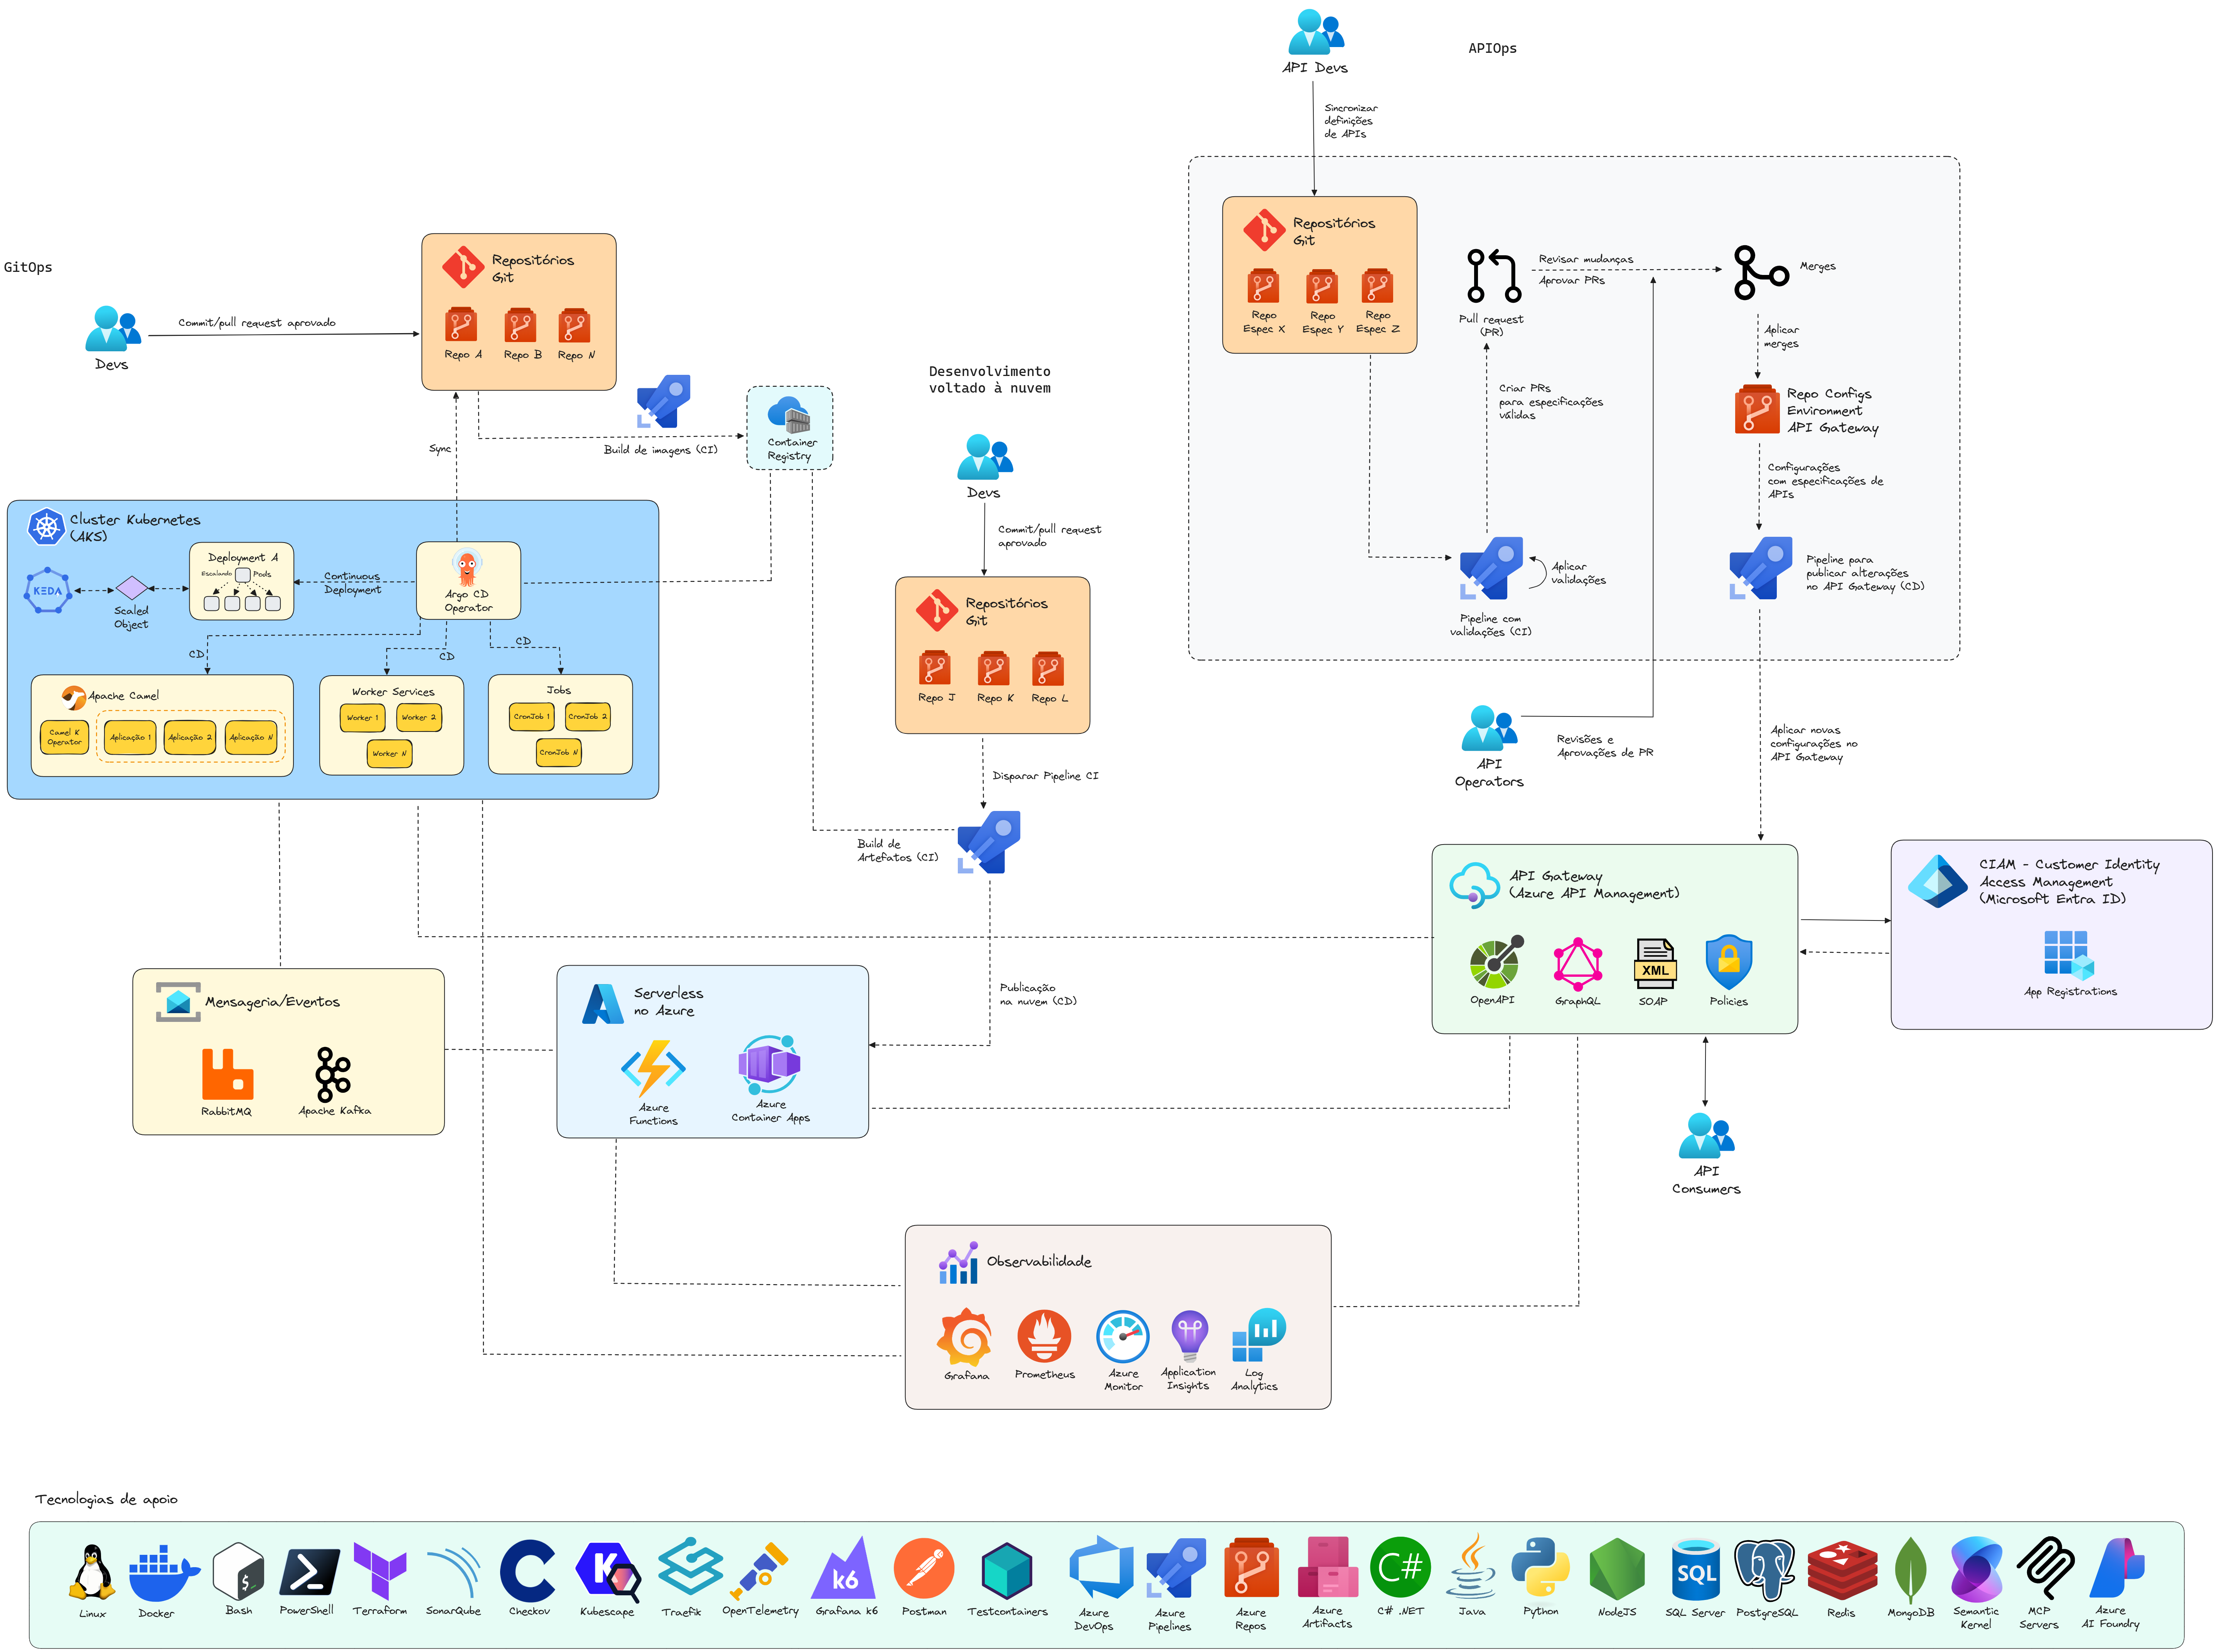 API Devs
APIOps
Sincronizar
definições
de APIs
Repositórios
Git
Repo
Espec X
Repo
Espec Y
Repo
Espec Z
Pull request
(PR)
Revisar mudanças
Aprovar PRs
Merges
Aplicar
merges
Criar PRs
para especificações
válidas
Repo Configs
Environment
API Gateway
Configurações
com especificações de
APIs
Aplicar
validações
Pipeline com
validações (CI)
Pipeline para
publicar alterações
no API Gateway (CD)
API
Operators
Revisões e
Aprovações de PR
Aplicar novas
configurações no
API Gateway
GitOps
Devs
Commit/pull request aprovado
Repositórios
Git
Repo A
Repo B
Repo N
Sync
Build de imagens (CI)
Container
Registry
Desenvolvimento
voltado à nuvem
Devs
Commit/pull request
aprovado
Repositórios
Git
Repo J
Repo K
Repo L
Disparar Pipeline CI
Build de
Artefatos (CI)
Publicação
na nuvem (CD)
Cluster Kubernetes
(AKS)
KEDA
Scaled
Object
Deployment A
Escalando
Pods
Continuous
Deployment
Argo CD
Operator
CD
CD
CD
Apache Camel
Camel K
Operator
Aplicação 1
Aplicação 2
Aplicação N
Worker Services
Worker 1
Worker 2
Worker N
Jobs
CronJob 1
CronJob 2
CronJob N
API Gateway
(Azure API Management)
OpenAPI
GraphQL
XML
SOAP
Policies
CIAM - Customer Identity
Access Management
(Microsoft Entra ID)
App Registrations
API
Consumers
Mensageria/Eventos
RabbitMQ
Apache Kafka
Serverless
no Azure
Azure
Functions
Azure
Container Apps
Observabilidade
Grafana
Prometheus
Azure
Monitor
Application
Insights
Log
Analytics
Tecnologias de apoio
Linux
Docker
Bash
PowerShell
Terraform
SonarQube
Checkov
K
Kubescape
Traefik
OpenTelemetry
k6
Grafana k6
Postman
Testcontainers
Azure
DevOps
Azure
Pipelines
Azure
Repos
Azure
Artifacts
C#
C# .NET
Java
Python
NodeJS
SQL
SQL Server
PostgreSQL
Redis
MongoDB
Semantic
Kernel
MCP
Servers
Azure
AI Foundry